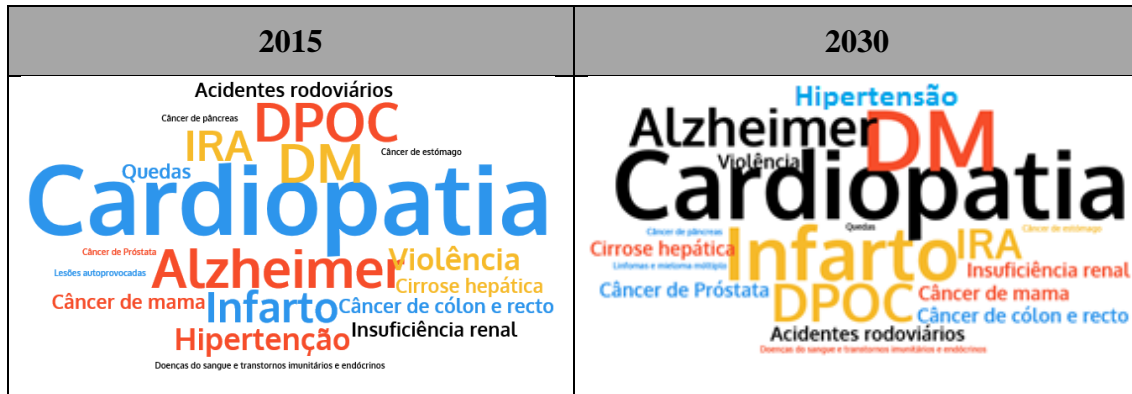 2015
Acidentes rodoviários
Câncer de pâncreas
DPOC
IRA
DM
Câncer de estómago
Quedas
Cardiopatia
Câncer de Próstata
Alzheimer
Violência
Lesões autoprovocadas
Cirrose hepática
Câncer de mama
Infarto
Câncer de cólon e recto
Hipertenção
Insuficiência renal
Doenças do sangue e transtornos imunitários e endócrinos
2030
Hipertensão
Alzheimer
DM
Violência
Cardiopatia
Quedas
Câncer de pâncreas
Câncer de estómago
Cirrose hepática
Infarto
IRA
Linfomas e mieloma múltiplo
Insuficiência renal
Câncer de Próstata
DPOC
Câncer de mama
Câncer de cólon e recto
Acidentes rodoviários
Doenças do sangue e transtornos imunitários e endócrinos